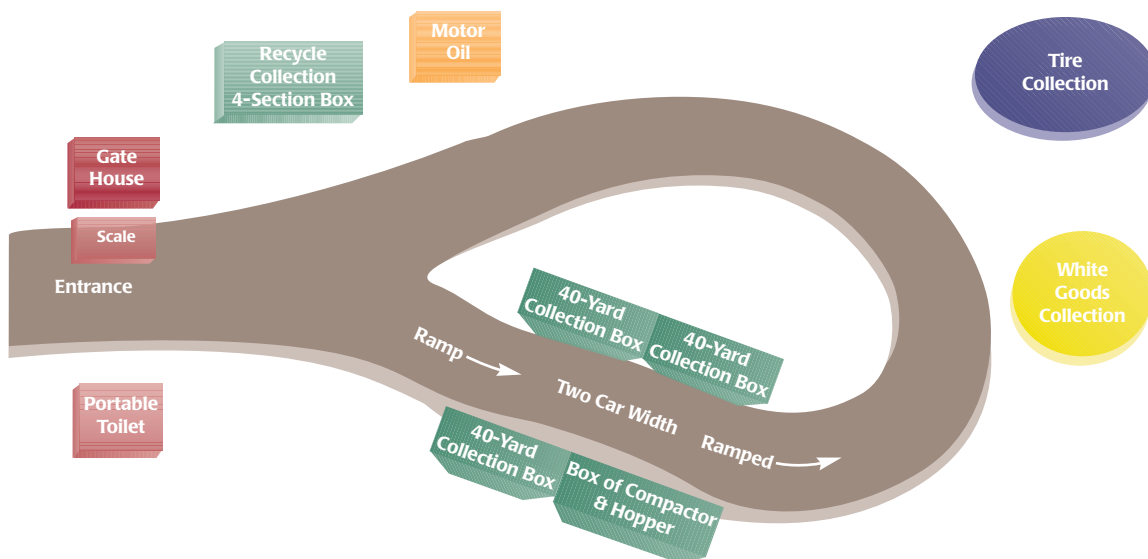 Motor
Oil
Recycle
Collection
4-Section Box
Tire
Collection
Gate
House
Scale
Entrance
White
Goods
Collection
40-Yard
Collection Box
40-Yard
Collection Box
Ramp
Two Car Width
Ramped
Portable
Toilet
40-Yard
Collection Box
Box of Compactor
& Hopper